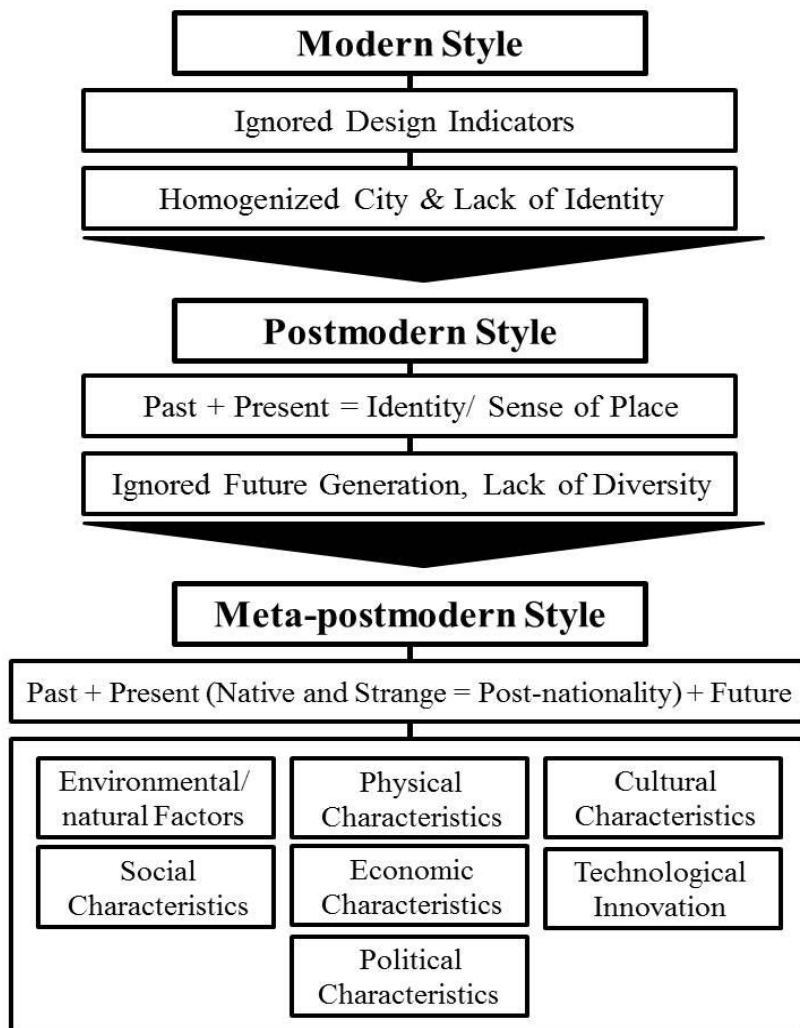 Modern Style
Ignored Design Indicators
Homogenized City & Lack of Identity
Postmodern Style
Past + Present = Identity/ Sense of Place
Ignored Future Generation, Lack of Diversity
Meta-postmodern Style
Past + Present (Native and Strange = Post-nationality) + Future
Environmental/
natural Factors
Physical
Characteristics
Cultural
Characteristics
Social
Characteristics
Economic
Characteristics
Technological
Innovation
Political
Characteristics